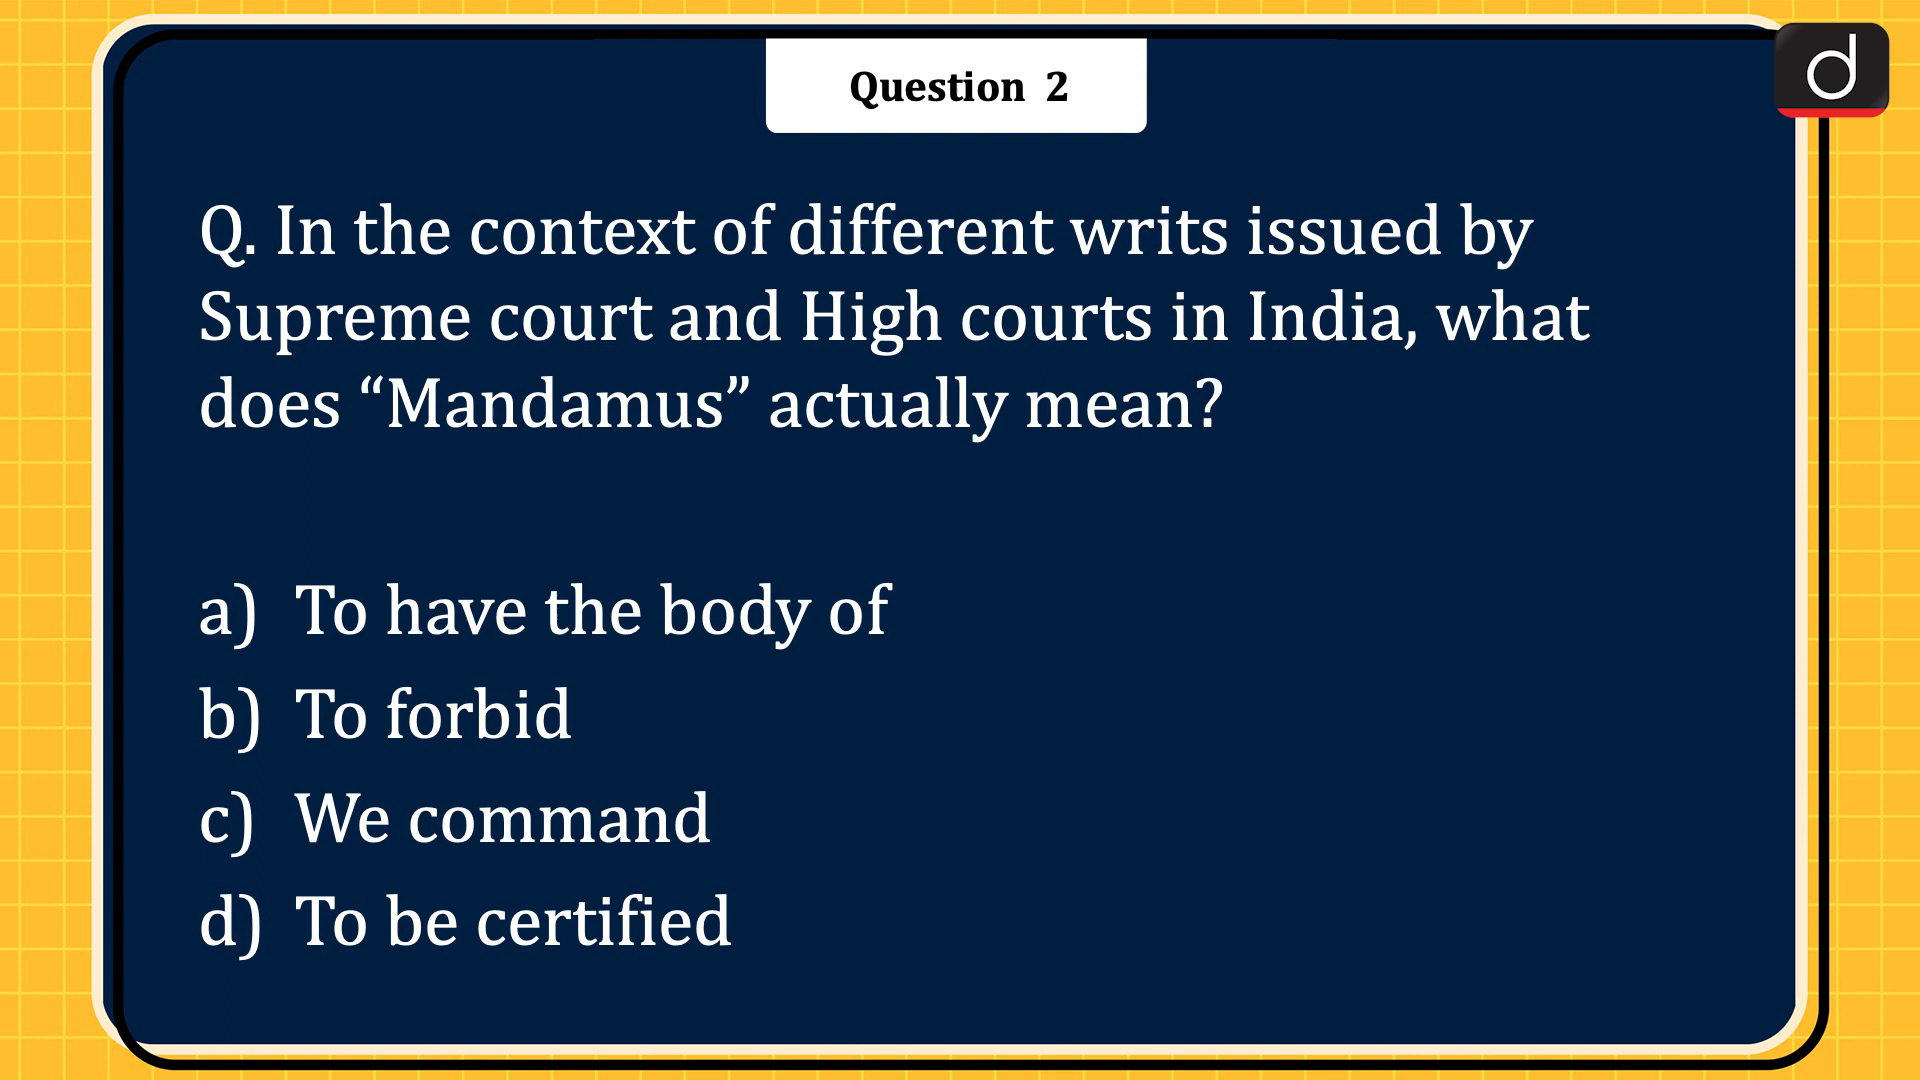 Question 2
d
Q. In the context of different writs issued by
Supreme court and High courts in India, what
does “Mandamus” actually mean?
a) To have the body of
b) To forbid
c) We command
d) To be certified